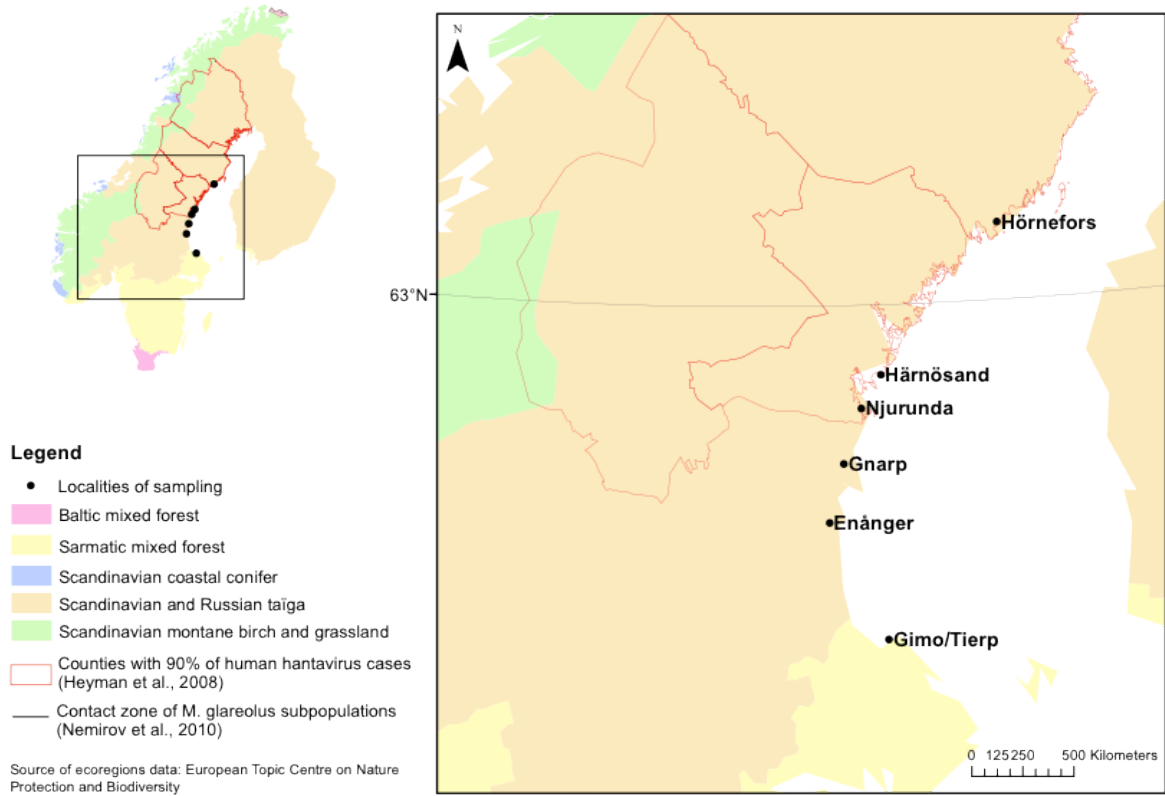 N
Hörnefors
63°N
Härnösand
Njurunda
Gnarp
Enånger
Gimo/Tierp
0 125250 500 Kilometers
Legend
Localities of sampling
Baltic mixed forest
Sarmatic mixed forest
Scandinavian coastal conifer
Scandinavian and Russian taïga
Scandinavian montane birch and grassland
Counties with 90% of human hantavirus cases
(Heyman et al., 2008)
Contact zone of M. glareolus subpopulations
(Nemirov et al., 2010)
Source of ecoregions data: European Topic Centre on Nature
Protection and Biodiversity